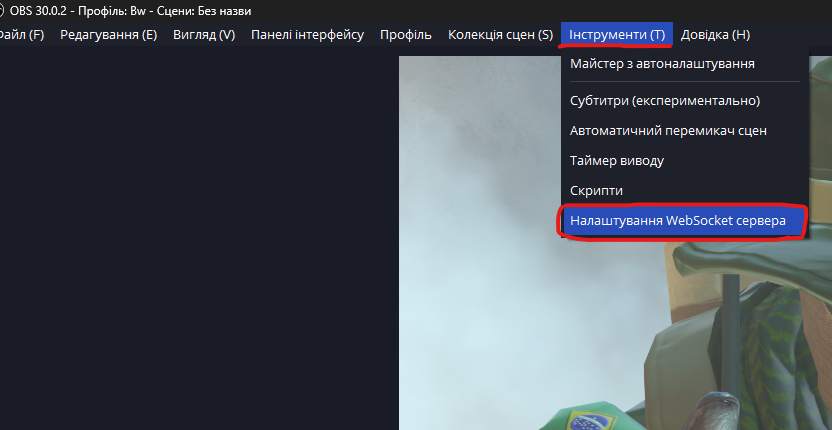 OBS 30.0.2 - Профіль: Bw - Сцени: Без назви
айл (F) Редагування (E) Вигляд (V) Панелі інтерфейсу Профіль Колекція сцен (S) Інструменти (T) Довідка (H)
Майстер з автоналаштування
Субтитри (експериментально)
Автоматичний перемикач сцен
Таймер виводу
Скрипти
Налаштування WebSocket сервера